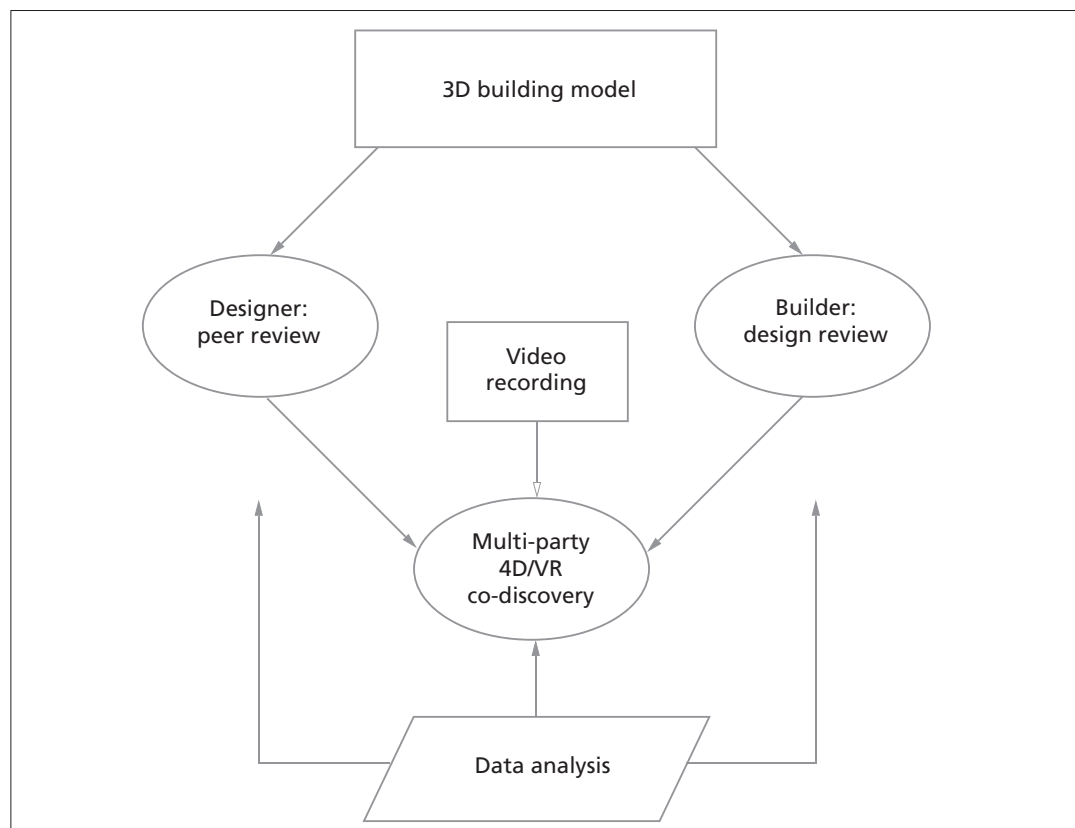 3D building model
Designer:
peer review
Builder:
design review
Video
recording
Multi-party
4D/VR
co-discovery
Data analysis